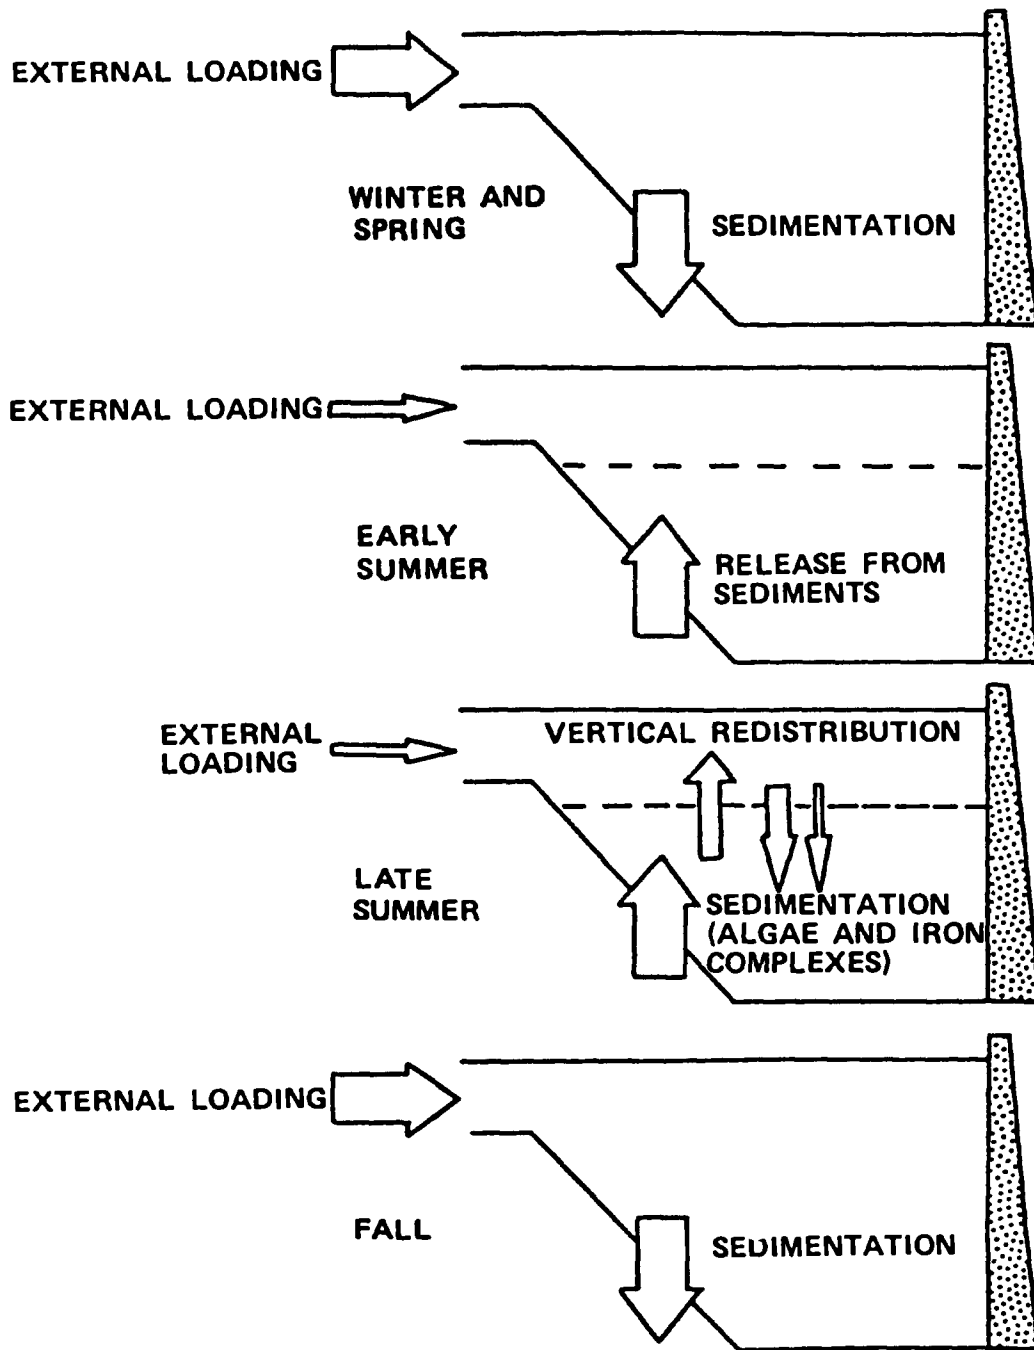 EXTERNAL LOADING
WINTER AND
SPRING
SEDIMENTATION
EXTERNAL LOADING
EARLY
SUMMER
RELEASE FROM
SEDIMENTS
EXTERNAL
LOADING
VERTICAL REDISTRIBUTION
LATE
SUMMER
SEDIMENTATION
(ALGAE AND IRON
COMPLEXES)
EXTERNAL LOADING
FALL
SEDIMENTATION